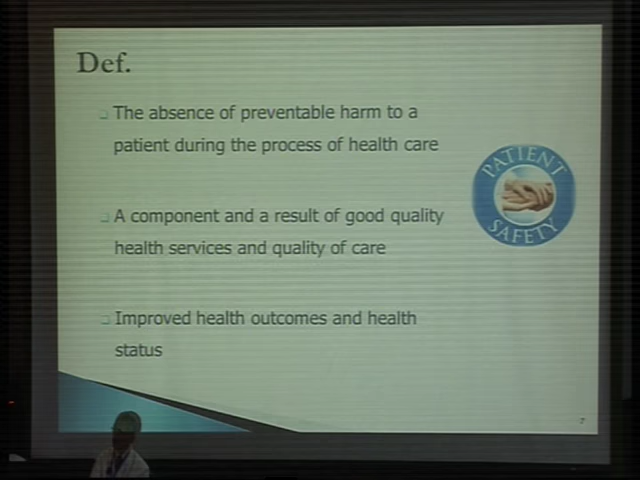 Def.
The absence of preventable harm to a
patient during the process of health care
PATIENT
SAFETY
A component and a result of good quality
health services and quality of care
Improved health outcomes and health
status
7